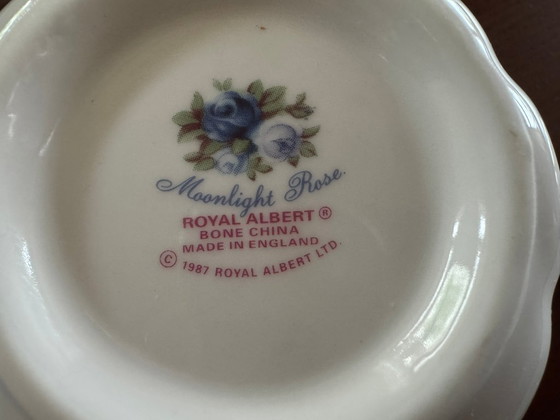 Moonlight Rose.
ROYAL ALBERT ®
BONE CHINA
MADE IN ENGLAND
© 1987 ROYAL ALBERT LTD.